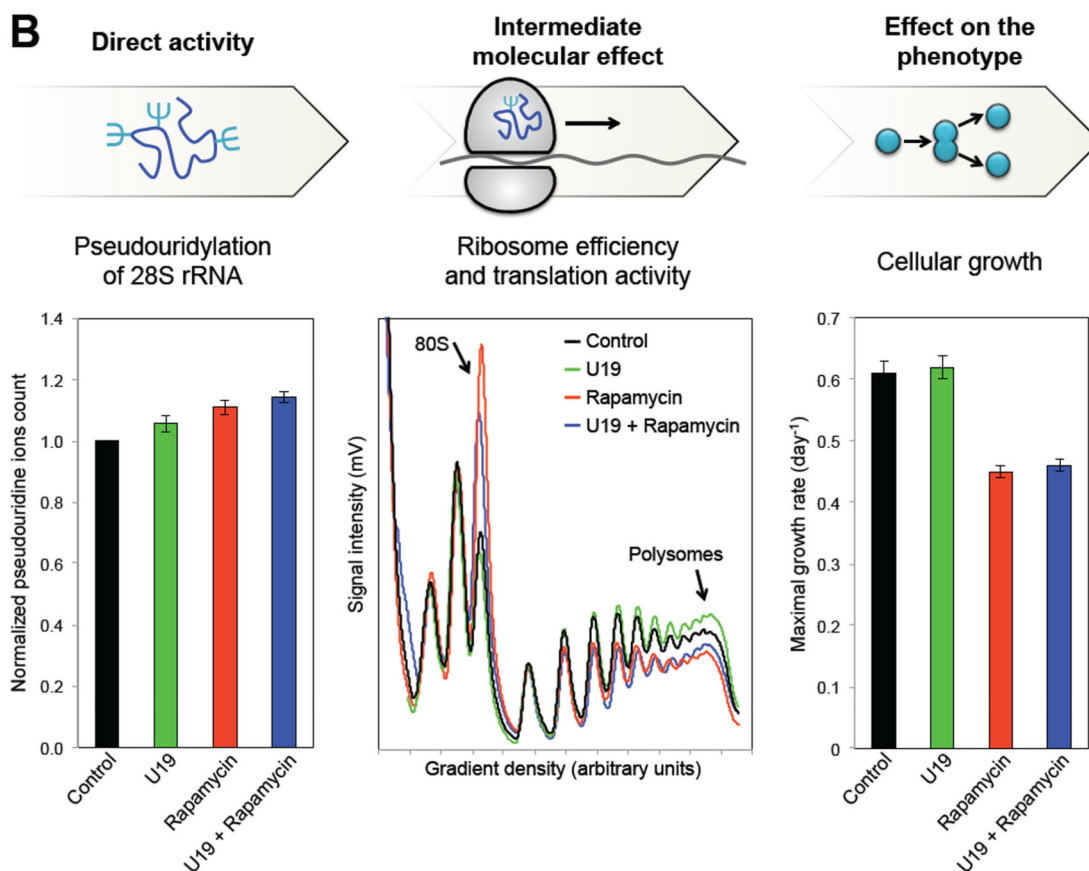 B
Direct activity
Intermediate
molecular effect
Effect on the
phenotype
Ψ
Ψ
Ψ
Ψ
Pseudouridylation
of 28S rRNA
Ribosome efficiency
and translation activity
Cellular growth
Normalized pseudouridine ions count
1.4
1.2
1.0
0.8
0.6
0.4
0.2
0.0
Control
U19
Rapamycin
U19 + Rapamycin
Signal intensity (mV)
80S
Control
U19
Rapamycin
U19 + Rapamycin
Polysomes
Gradient density (arbitrary units)
Maximal growth rate (day⁻¹)
0.7
0.6
0.5
0.4
0.3
0.2
0.1
0
Control
U19
Rapamycin
U19 + Rapamycin